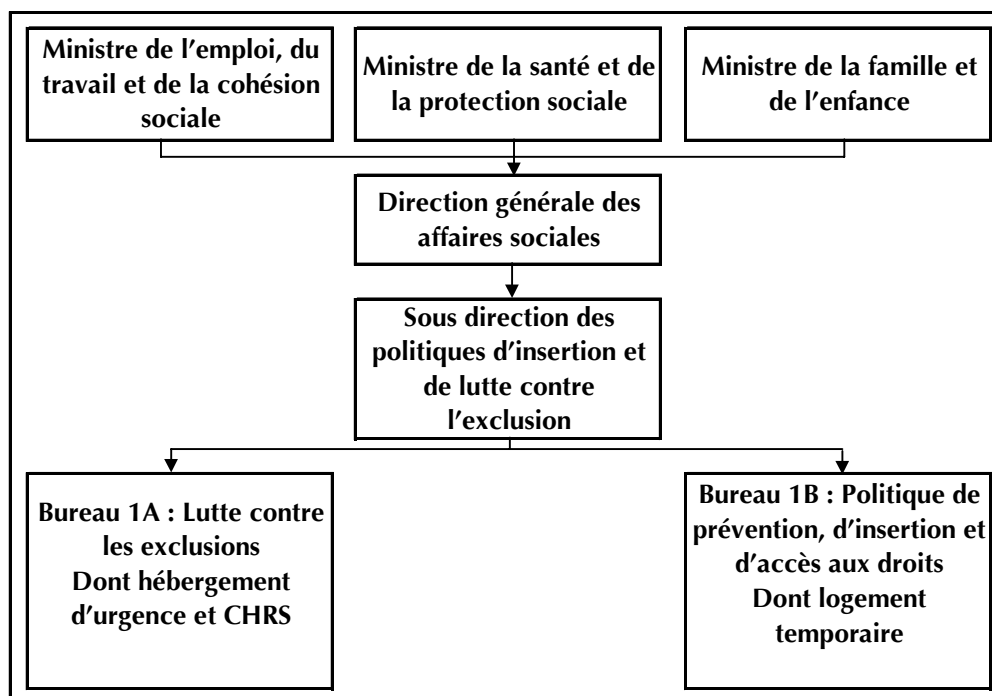 Ministre de l'emploi, du
travail et de la cohésion
sociale
Ministre de la santé et de
la protection sociale
Ministre de la famille et
de l'enfance
Direction générale des
affaires sociales
Sous direction des
politiques d'insertion et
de lutte contre
l'exclusion
Bureau 1A : Lutte contre
les exclusions
Dont hébergement
d'urgence et CHRS
Bureau 1B : Politique de
prévention, d'insertion et
d'accès aux droits
Dont logement
temporaire